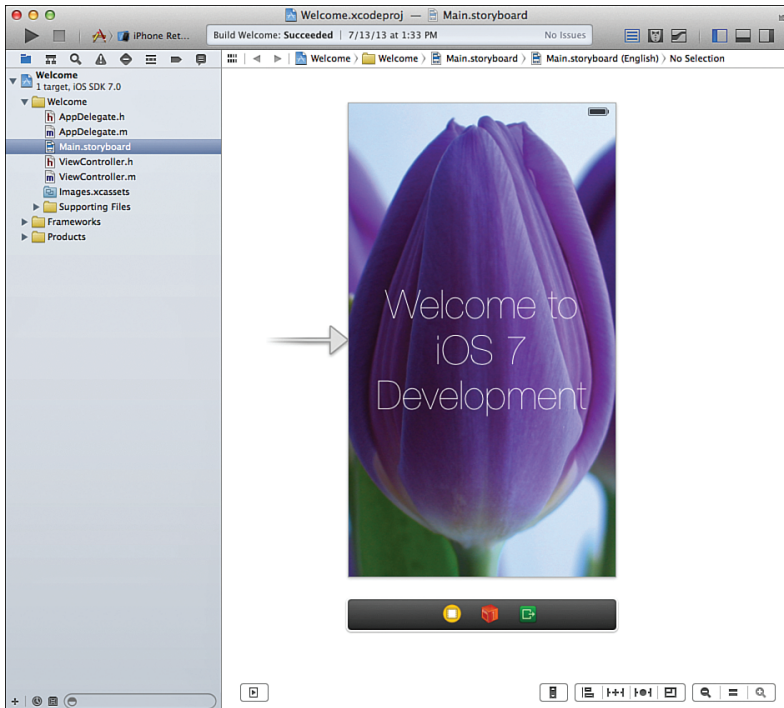 Welcome.xcodeproj — Main.storyboard
iPhone Ret...
Build Welcome: Succeeded | 7/13/13 at 1:33 PM
No Issues
Welcome › Welcome › Main.storyboard › Main.storyboard (English) › No Selection
Welcome
1 target, iOS SDK 7.0
Welcome
h AppDelegate.h
m AppDelegate.m
Main.storyboard
h ViewController.h
m ViewController.m
Images.xcassets
Supporting Files
Frameworks
Products
Welcome to
iOS 7
Development